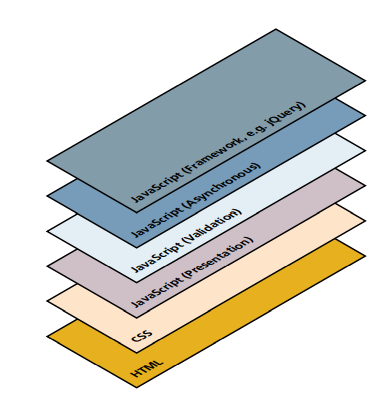 JavaScript (Framework, e.g. jQuery)
JavaScript (Asynchronous)
JavaScript (Validation)
JavaScript (Presentation)
CSS
HTML